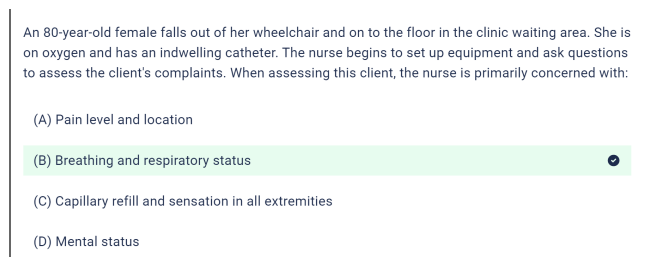 An 80-year-old female falls out of her wheelchair and on to the floor in the clinic waiting area. She is
on oxygen and has an indwelling catheter. The nurse begins to set up equipment and ask questions
to assess the client's complaints. When assessing this client, the nurse is primarily concerned with:
(A) Pain level and location
(B) Breathing and respiratory status
(C) Capillary refill and sensation in all extremities
(D) Mental status